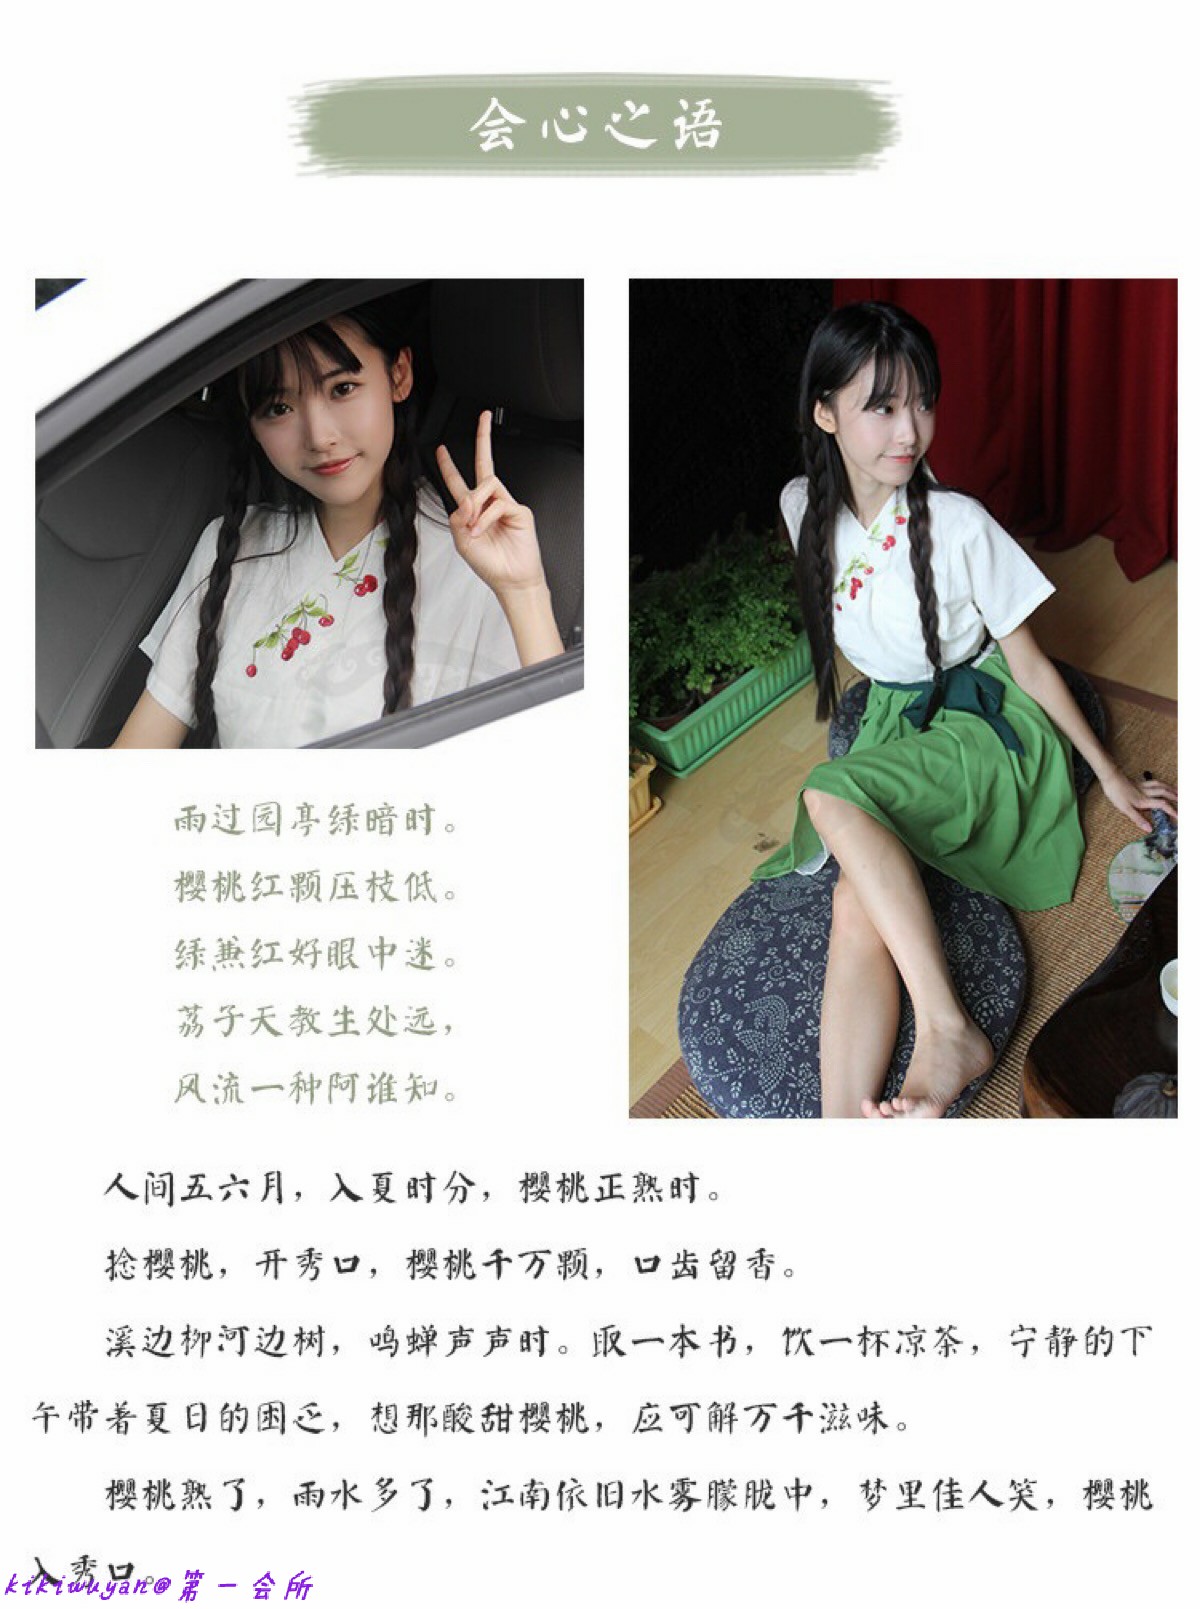 会心之语
雨过园亭绿暗时。
樱桃红颗压枝低。
绿兼红好眼中迷。
荔子天教生处远，
风流一种阿谁知。
人间五六月，入夏时分，樱桃正熟时。
捻樱桃，开秀口，樱桃千万颗，口齿留香。
溪边柳河边树，鸣蝉声声时。取一本书，饮一杯凉茶，宁静的下
午带着夏日的困乏，想那酸甜樱桃，应可解万千滋味。
樱桃熟了，雨水多了，江南依旧水雾朦胧中，梦里佳人笑，樱桃
入秀口。
kikiwuyan@第一会所